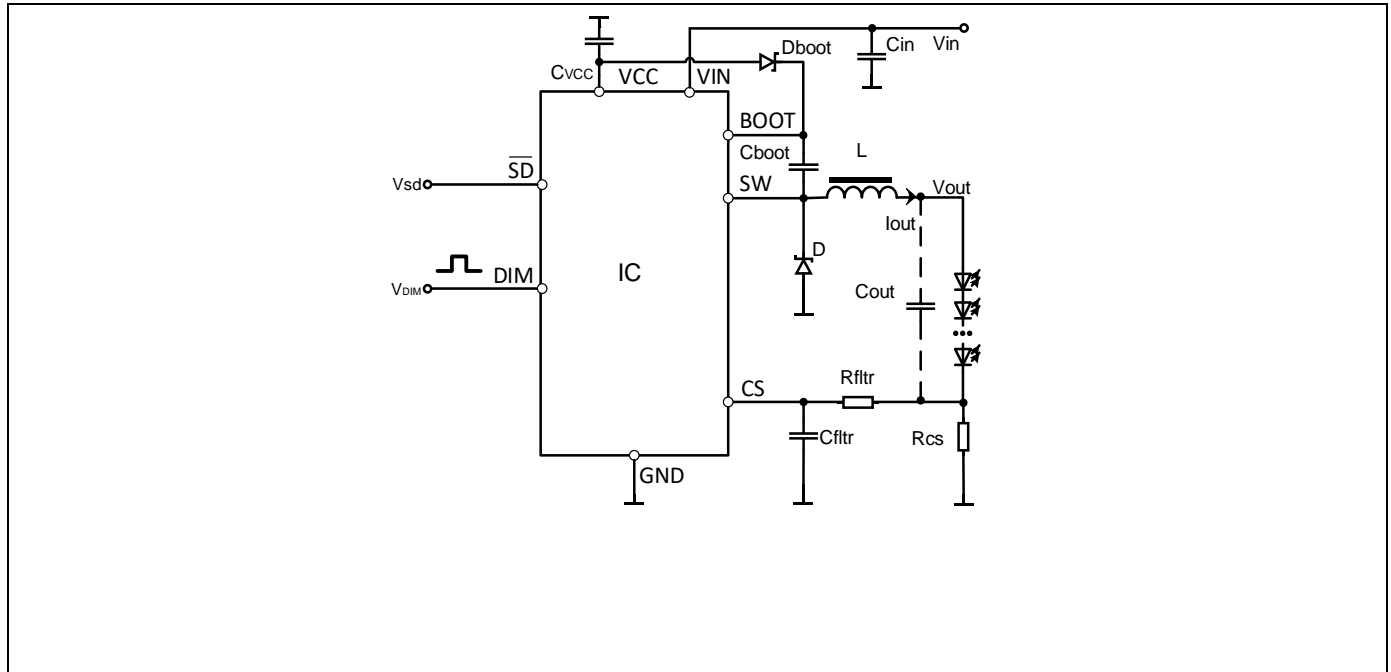 Cin
Vin
Dboot
CVCC
VCC
VIN
BOOT
Cboot
L
SD
Vsd
SW
Vout
Iout
D
DIM
VDIM
IC
Cout
CS
Rfltr
Cfltr
Rcs
GND